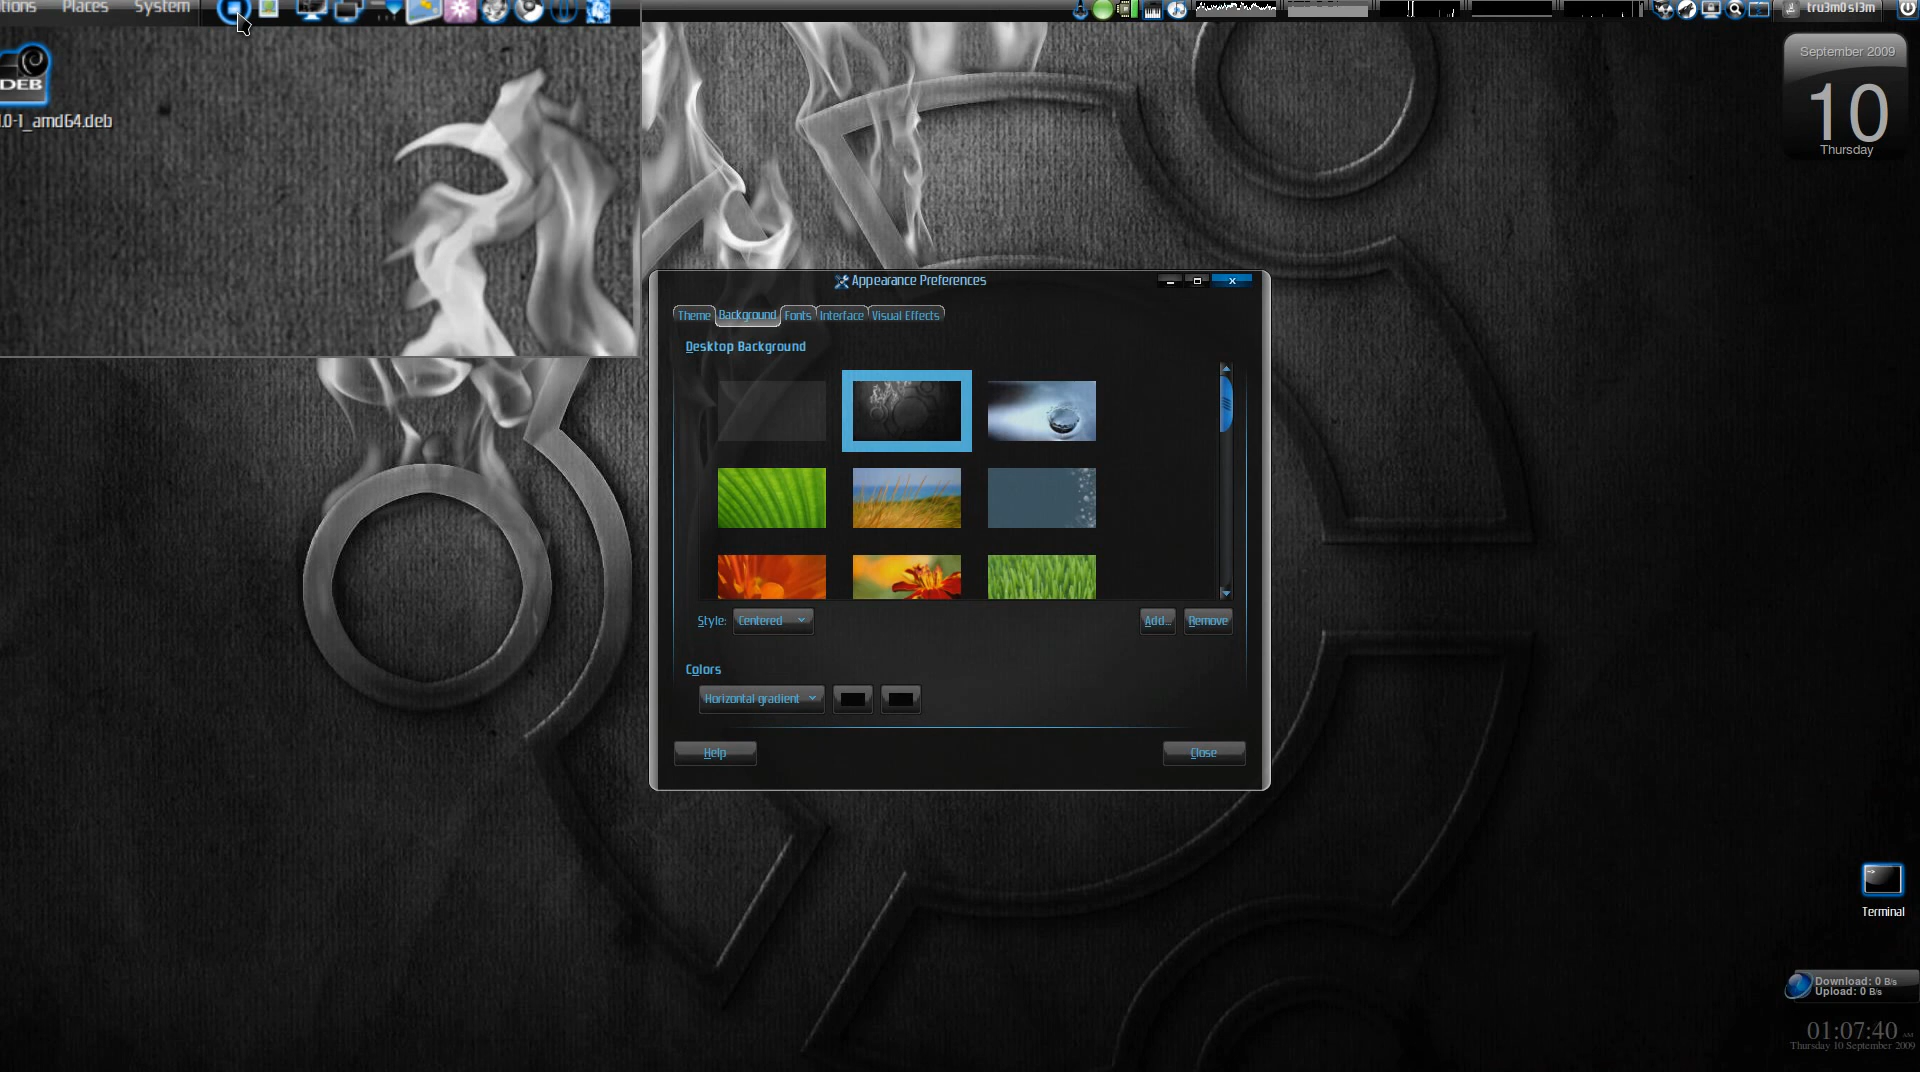 tions Places System
tru3m0sl3m
DEB
.0-1_amd64.deb
September 2009
10
Thursday
Appearance Preferences
Theme Background Fonts Interface Visual Effects
Desktop Background
Style: Centered
Add... Remove
Colors
Horizontal gradient
Help
Close
Terminal
Download: 0 B/s
Upload: 0 B/s
01:07:40 AM
Thursday 10 September 2009